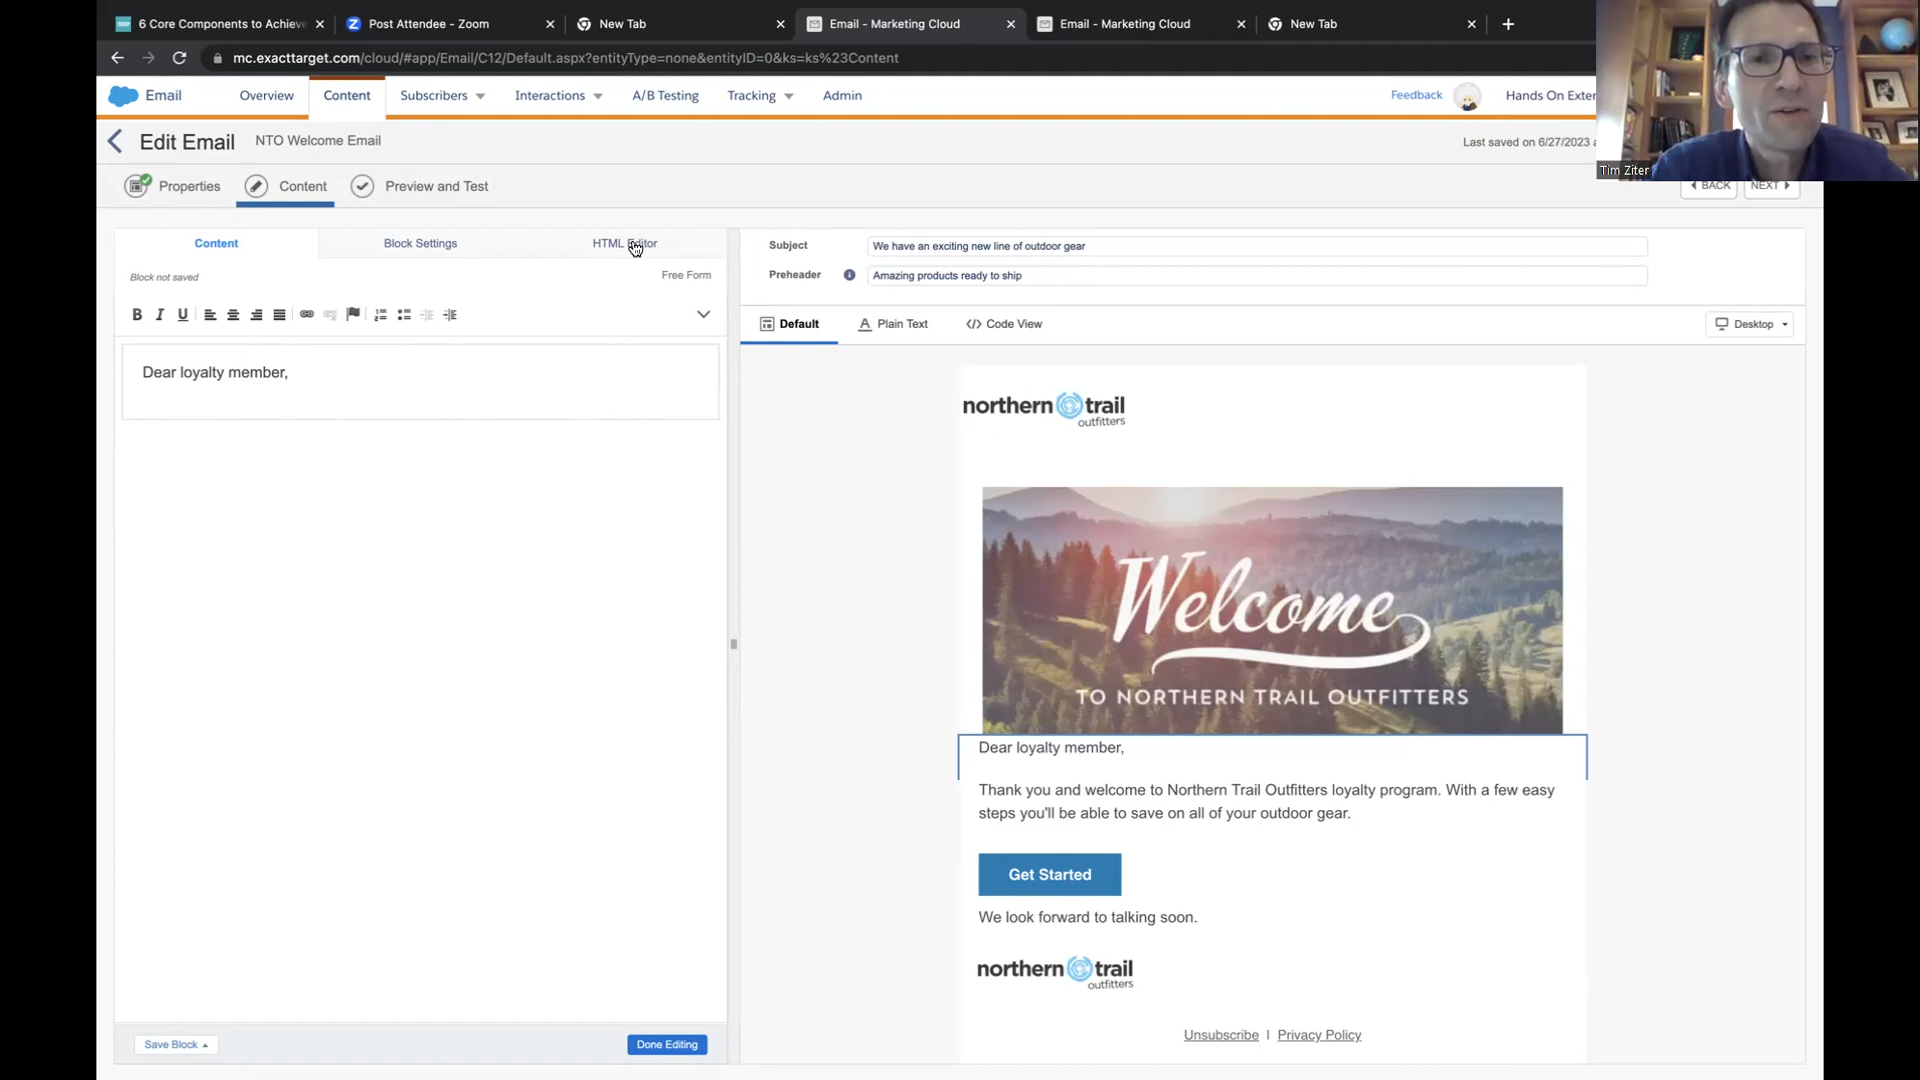 6 Core Components to Achieve
Post Attendee - Zoom
New Tab
Email - Marketing Cloud
Email - Marketing Cloud
New Tab
mc.exacttarget.com/cloud/#app/Email/C12/Default.aspx?entityType=none&entityID=0&ks=ks%23Content
Email
Overview
Content
Subscribers
Interactions
A/B Testing
Tracking
Admin
Feedback
Hands On Exter
Edit Email
NTO Welcome Email
Last saved on 6/27/2023 a
Tim Ziter
Properties
Content
Preview and Test
BACK
NEXT
Content
Block Settings
HTML Editor
Block not saved
Free Form
B I U
Dear loyalty member,
Save Block
Done Editing
Subject
We have an exciting new line of outdoor gear
Preheader
Amazing products ready to ship
Default
Plain Text
</> Code View
Desktop
northern trail
outfitters
Welcome
TO NORTHERN TRAIL OUTFITTERS
Dear loyalty member,
Thank you and welcome to Northern Trail Outfitters loyalty program. With a few easy
steps you'll be able to save on all of your outdoor gear.
Get Started
We look forward to talking soon.
northern trail
outfitters
Unsubscribe | Privacy Policy